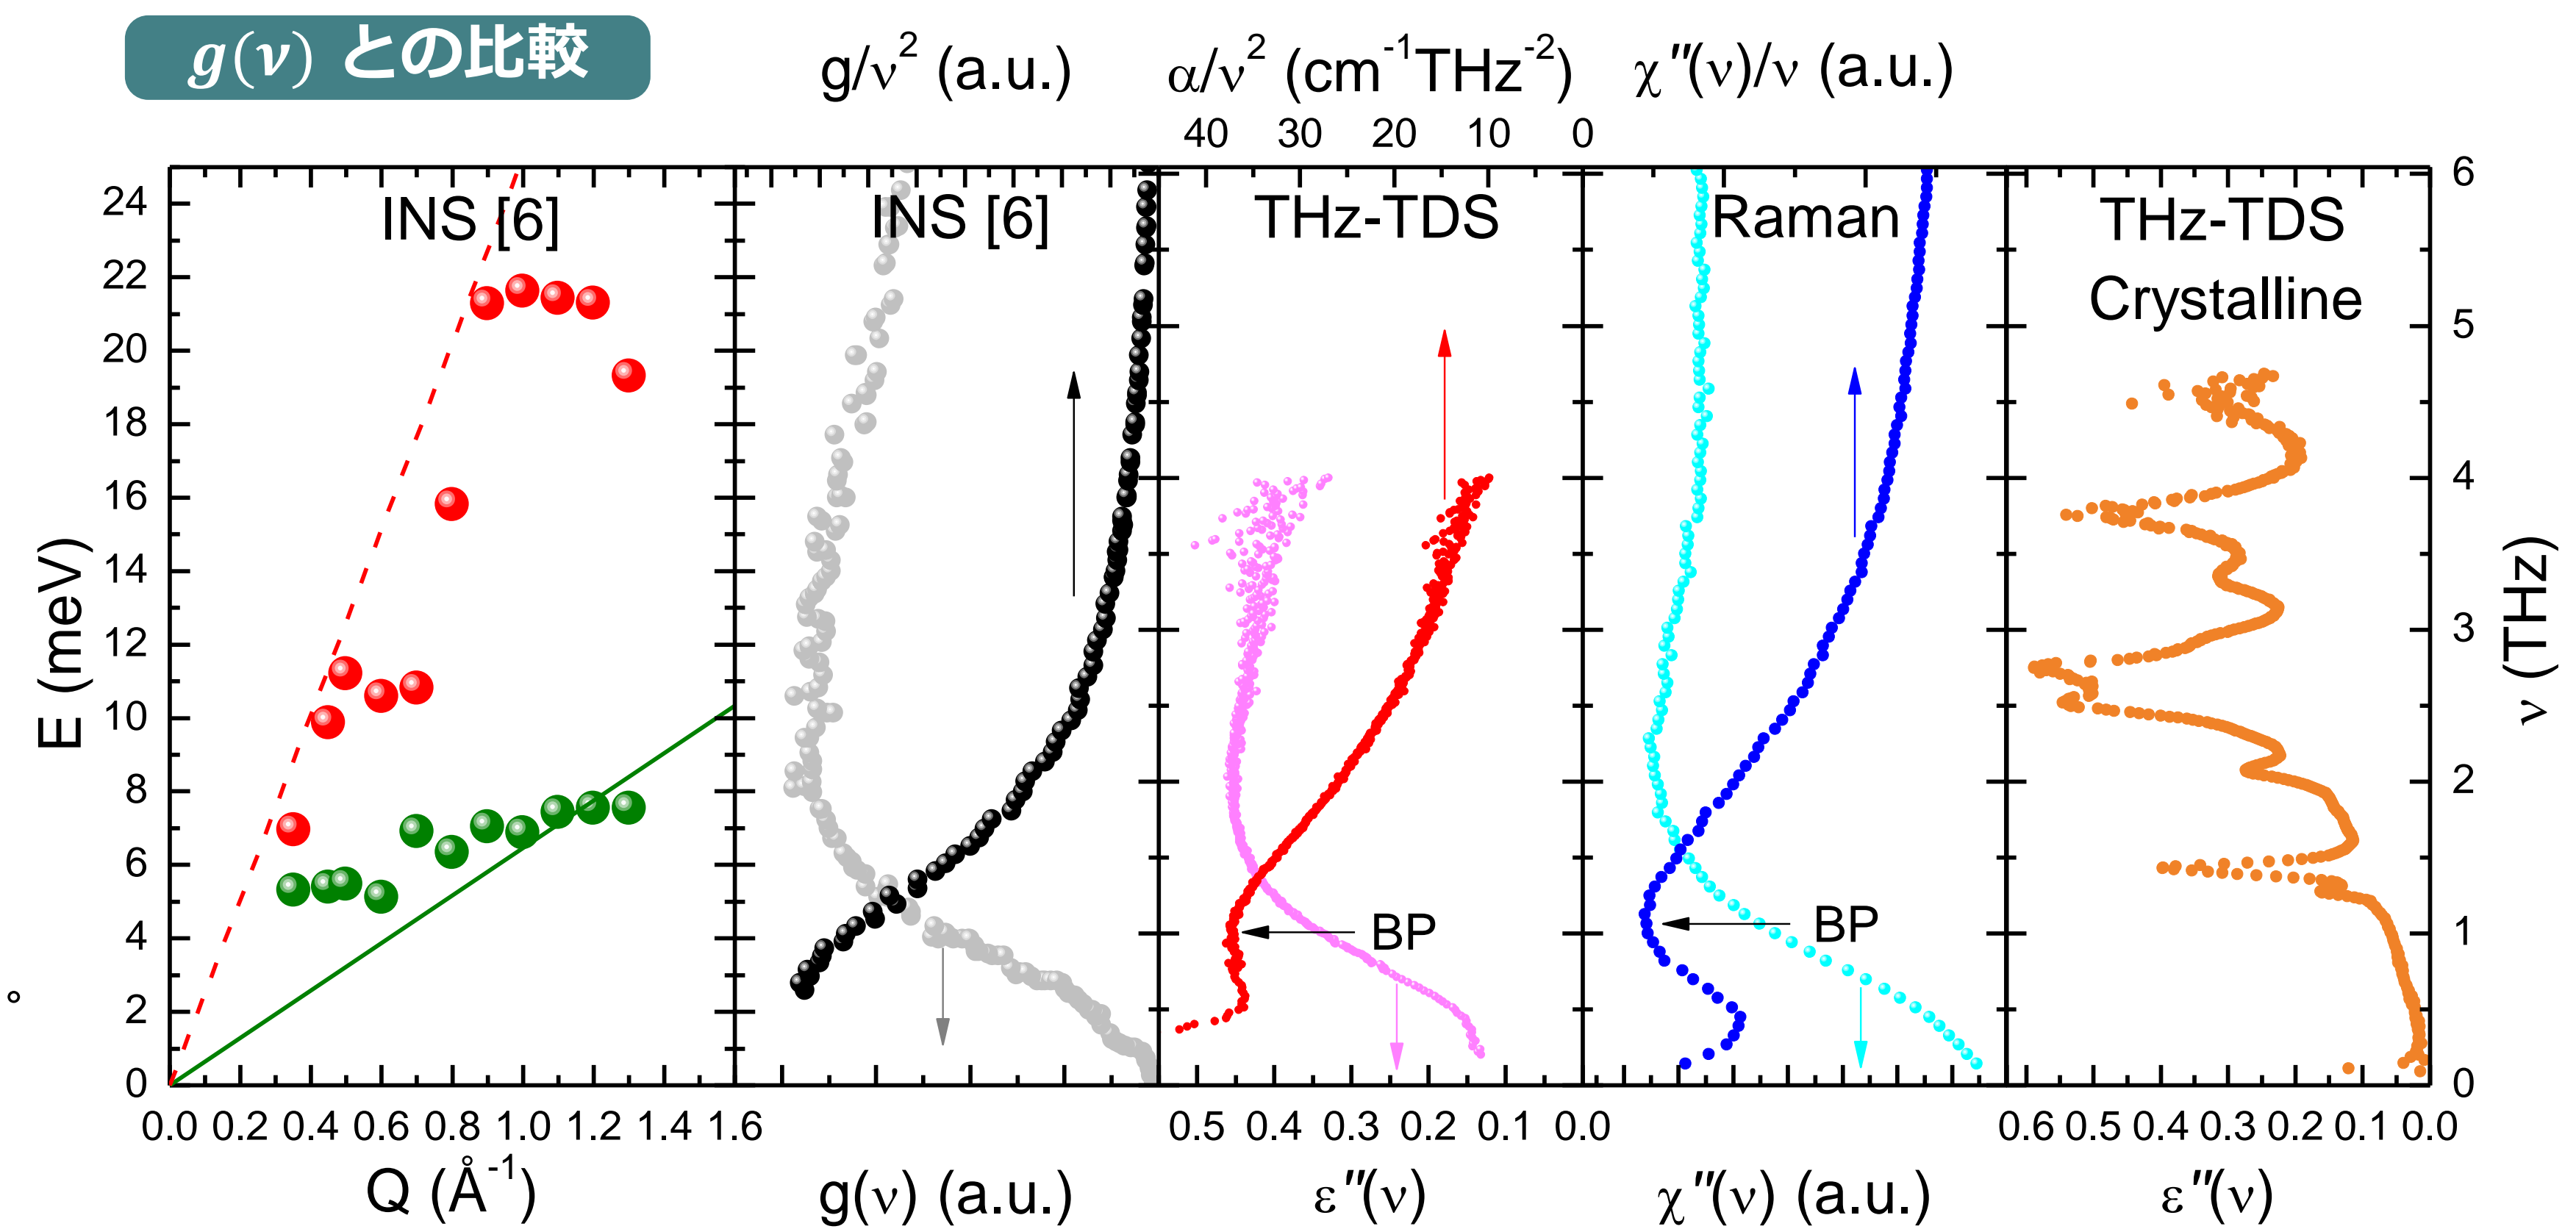 g(ν) との比較
g/ν² (a.u.)
α/ν² (cm⁻¹THz⁻²)
χ″(ν)/ν (a.u.)
40 30 20 10 0
INS [6]
INS [6]
THz-TDS
Raman
THz-TDS
Crystalline
E (meV)
24
22
20
18
16
14
12
10
8
6
4
2
0
BP
BP
6
5
4
3
2
1
0
ν (THz)
°
0.0 0.2 0.4 0.6 0.8 1.0 1.2 1.4 1.6
0.5 0.4 0.3 0.2 0.1 0.0
0.6 0.5 0.4 0.3 0.2 0.1 0.0
Q (Å⁻¹)
g(ν) (a.u.)
ε″(ν)
χ″(ν) (a.u.)
ε″(ν)